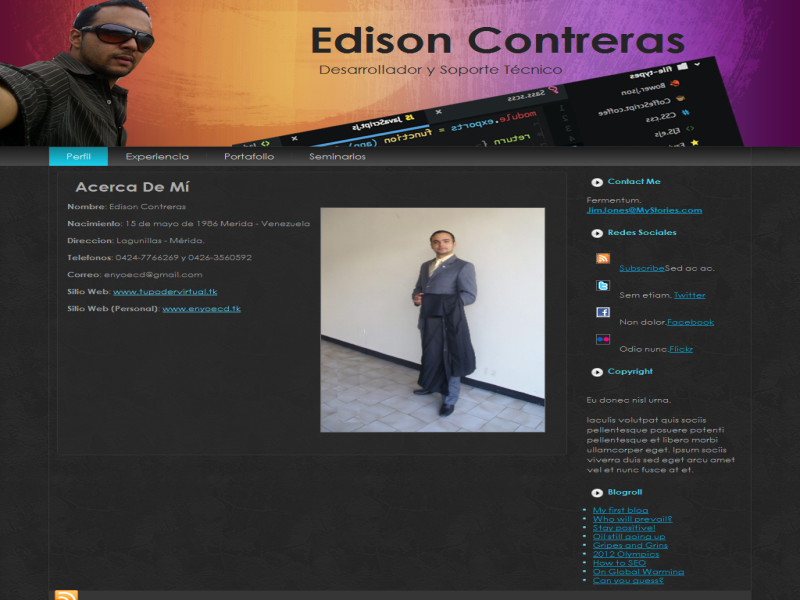 Edison Contreras
Desarrollador y Soporte Técnico
file-types
Bower.json
CoffeScript.coffee
CSS.css
EJS.js
Sass.scss
JS JavaScript.js
module.exports = function (app)
return
Perfil
Experiencia
Portafolio
Seminarios
Acerca De Mí
Nombre: Edison Contreras
Nacimiento: 15 de mayo de 1986 Merida - Venezuela
Direccion: Lagunillas - Mérida.
Telefonos: 0424-7766269 y 0426-3560592
Correo: enyoecd@gmail.com
Sitio Web: www.tupodervirtual.tk
Sitio Web (Personal): www.enyoecd.tk
Contact Me
Fermentum.
JimJones@MyStories.com
Redes Sociales
SubscribeSed ac ac.
Sem etiam, Twitter
Non dolor,Facebook
Odio nunc,Flickr
Copyright
Eu donec nisl urna.
Iaculis volutpat quis sociis
pellentesque posuere potenti
pellentesque et libero morbi
ullamcorper eget. Ipsum sociis
viverra duis sed eget arcu amet
vel et nunc fusce at et.
Blogroll
My first blog
Who will prevail?
Stay positive!
Oil still going up
Gripes and Grins
2012 Olympics
How to SEO
On Global Warming
Can you guess?